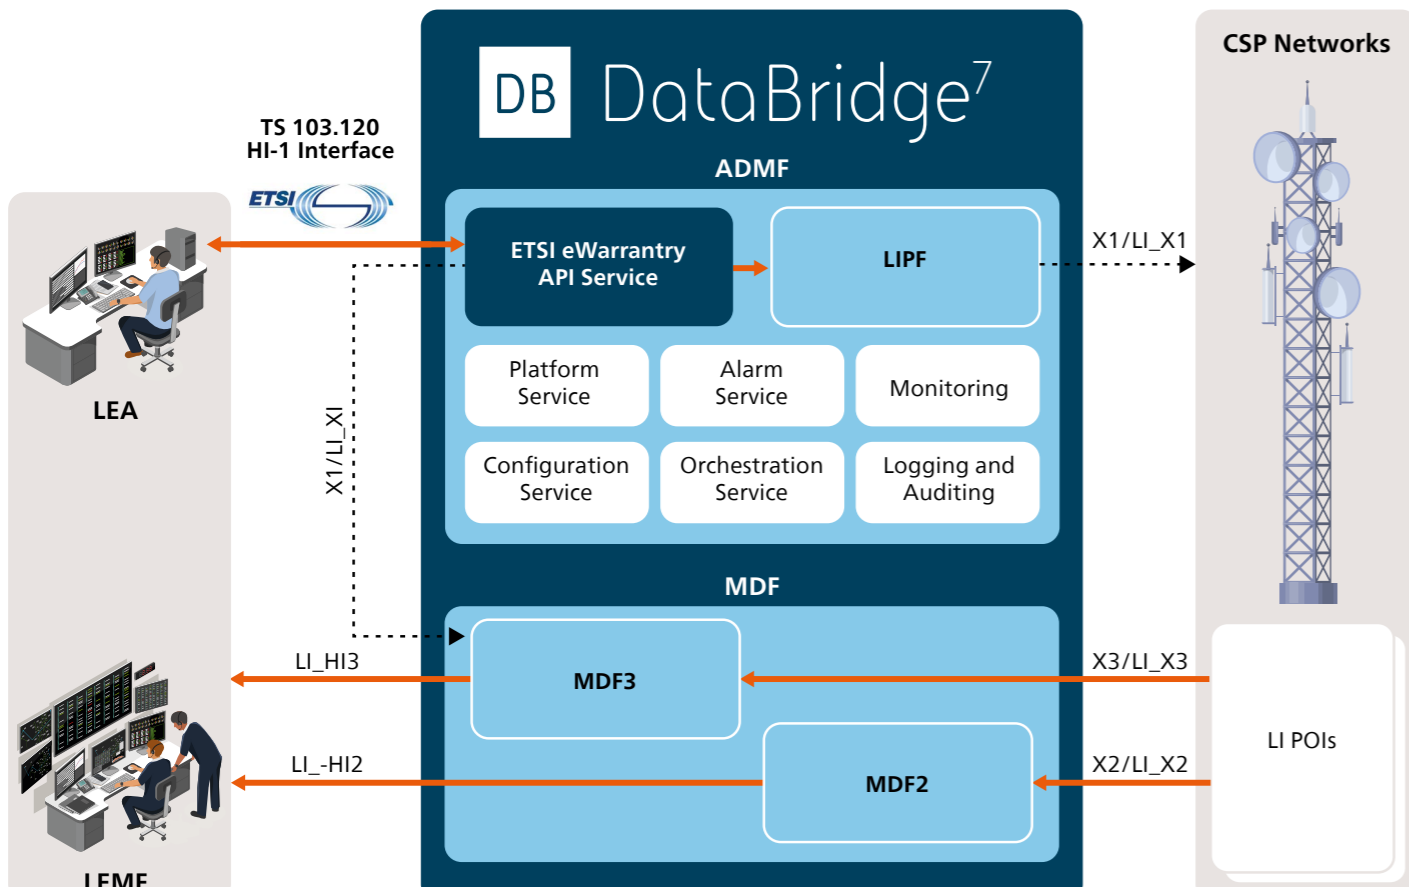 DB DataBridge7
CSP Networks
TS 103.120
HI-1 Interface
ETSI
ADMF
ETSI eWarrantry
API Service
LIPF
X1/LI_X1
Platform
Service
Alarm
Service
Monitoring
LEA
X1/LI_XI
Configuration
Service
Orchestration
Service
Logging and
Auditing
MDF
LI_HI3
MDF3
X3/LI_X3
LI POIs
LI_-HI2
MDF2
X2/LI_X2
LEMF